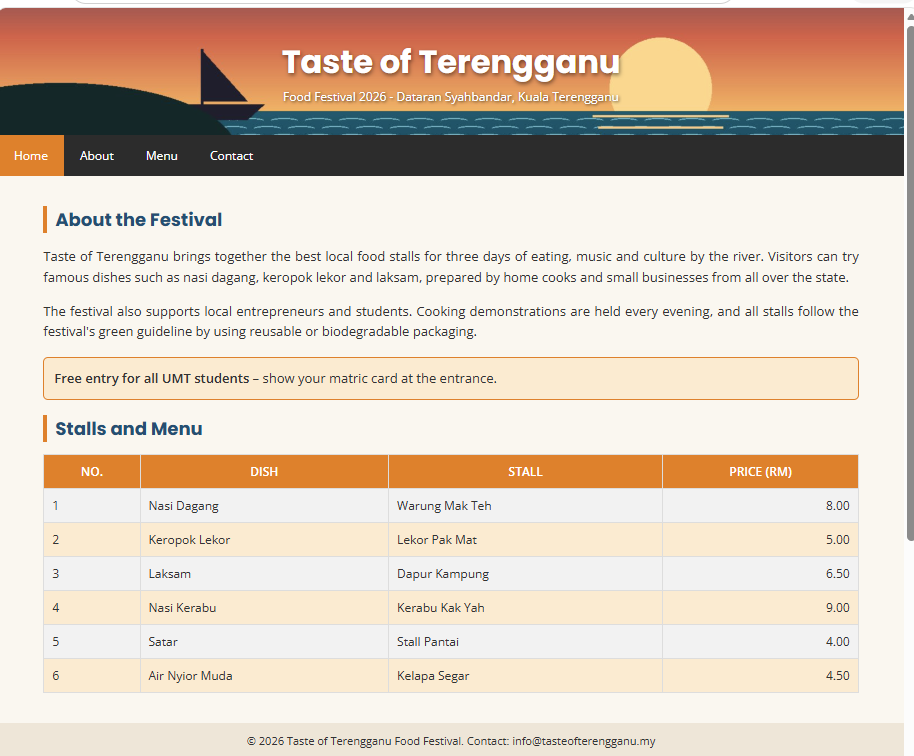 Taste of Terengganu
Food Festival 2026 - Dataran Syahbandar, Kuala Terengganu
Home About Menu Contact
About the Festival
Taste of Terengganu brings together the best local food stalls for three days of eating, music and culture by the river. Visitors can try
famous dishes such as nasi dagang, keropok lekor and laksam, prepared by home cooks and small businesses from all over the state.
The festival also supports local entrepreneurs and students. Cooking demonstrations are held every evening, and all stalls follow the
festival's green guideline by using reusable or biodegradable packaging.
Free entry for all UMT students – show your matric card at the entrance.
Stalls and Menu
NO. DISH STALL PRICE (RM)
1 Nasi Dagang Warung Mak Teh 8.00
2 Keropok Lekor Lekor Pak Mat 5.00
3 Laksam Dapur Kampung 6.50
4 Nasi Kerabu Kerabu Kak Yah 9.00
5 Satar Stall Pantai 4.00
6 Air Nyior Muda Kelapa Segar 4.50
© 2026 Taste of Terengganu Food Festival. Contact: info@tasteofterengganu.my